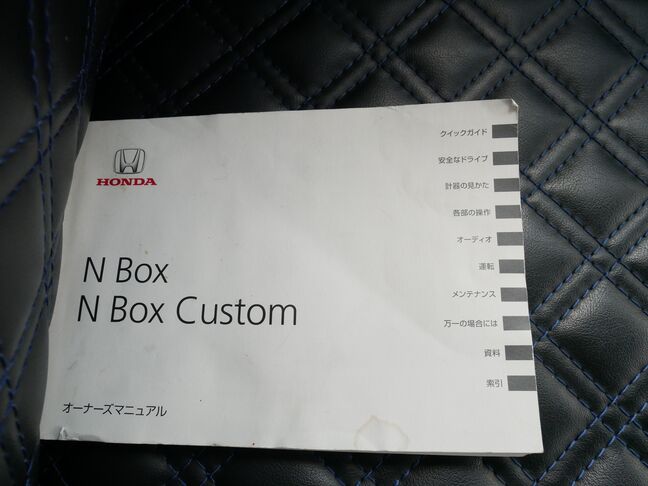 HONDA
N Box
N Box Custom
オーナーズマニュアル
クイックガイド
安全なドライブ
計器の見かた
各部の操作
オーディオ
運転
メンテナンス
万一の場合には
資料
索引